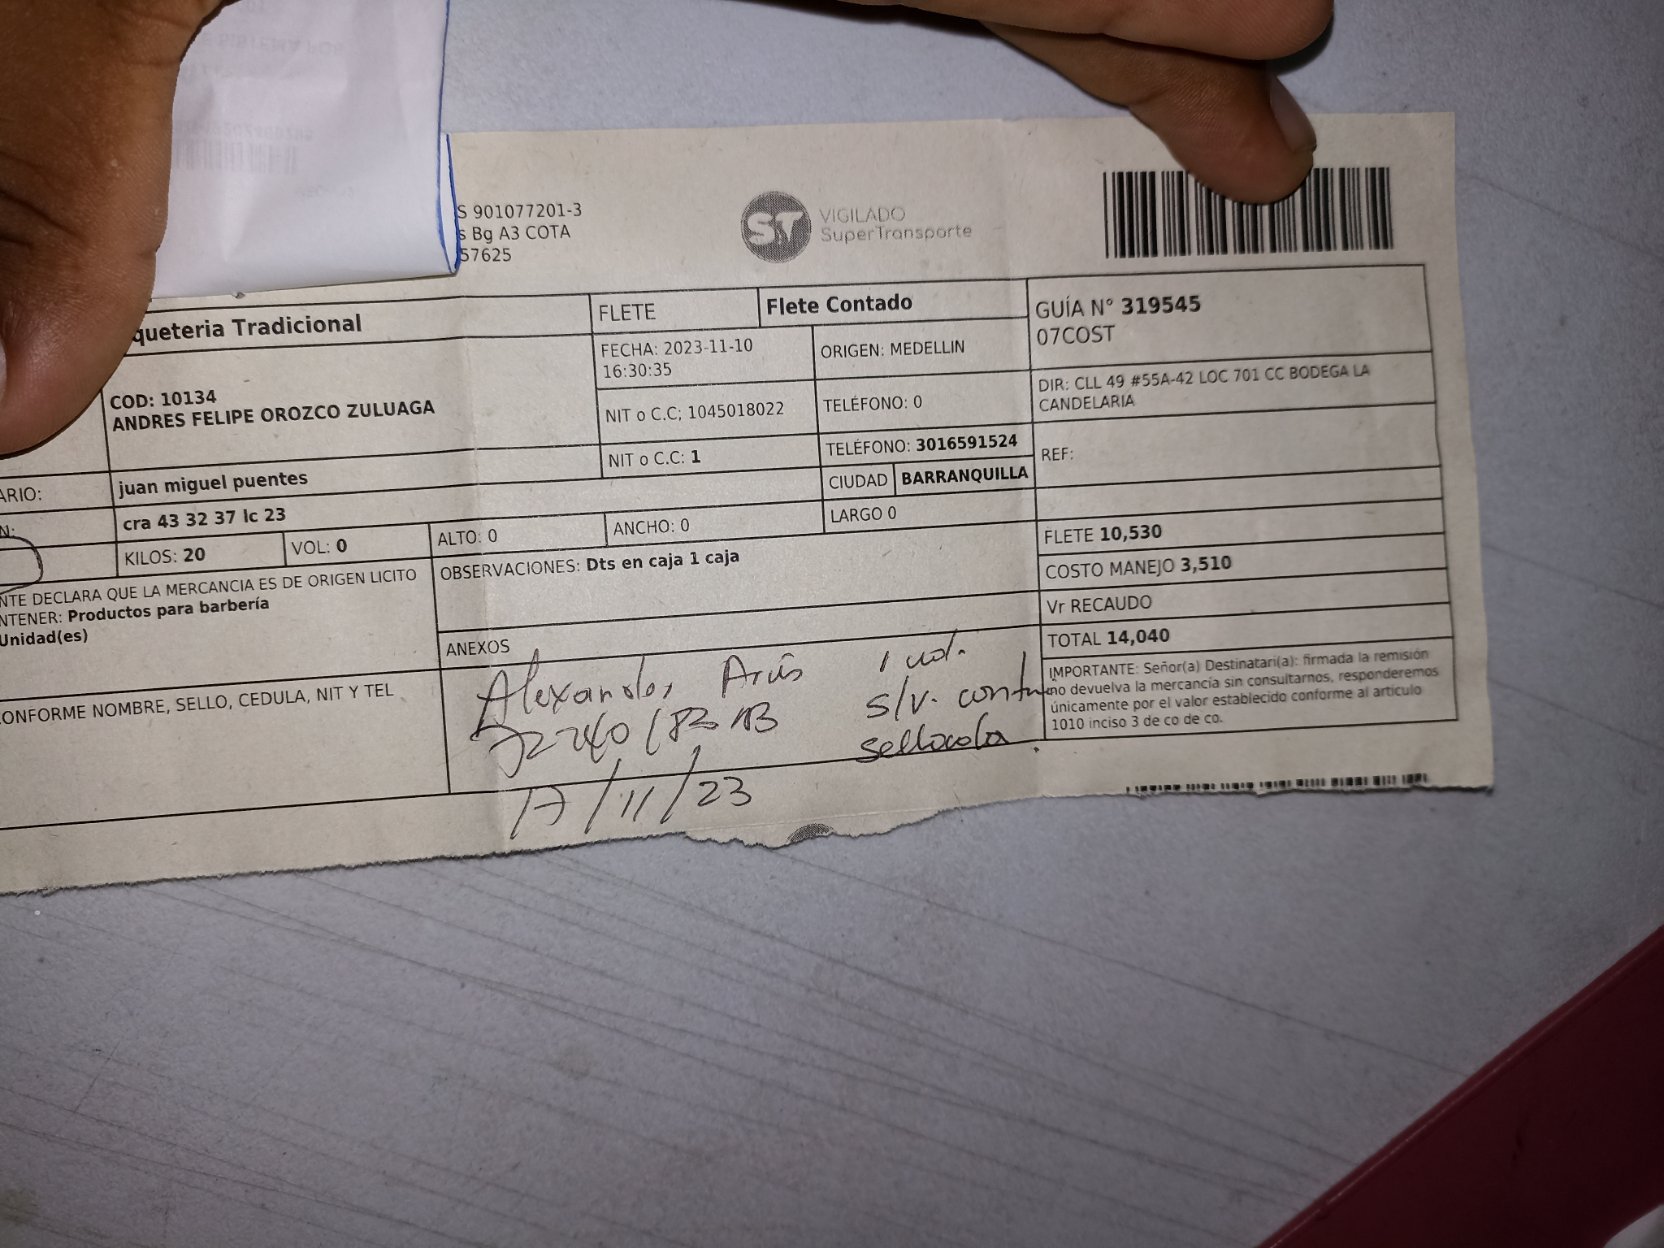 S 901077201-3
s Bg A3 COTA
57625
ST
VIGILADO
SuperTransporte
queteria Tradicional
FLETE
Flete Contado
GUÍA N° 319545
07COST
COD: 10134
ANDRES FELIPE OROZCO ZULUAGA
FECHA: 2023-11-10
16:30:35
ORIGEN: MEDELLIN
NIT o C.C; 1045018022
TELÉFONO: 0
DIR: CLL 49 #55A-42 LOC 701 CC BODEGA LA
CANDELARIA
ARIO:
juan miguel puentes
NIT o C.C: 1
TELÉFONO: 3016591524
REF:
N:
cra 43 32 37 lc 23
CIUDAD
BARRANQUILLA
KILOS: 20
VOL: 0
ALTO: 0
ANCHO: 0
LARGO 0
FLETE 10,530
NTE DECLARA QUE LA MERCANCIA ES DE ORIGEN LICITO
NTENER: Productos para barbería
Unidad(es)
OBSERVACIONES: Dts en caja 1 caja
COSTO MANEJO 3,510
Vr RECAUDO
ANEXOS
TOTAL 14,040
ONFORME NOMBRE, SELLO, CEDULA, NIT Y TEL
Alexander 1 und.
s/v. 
sellocola
17/11/23
IMPORTANTE: Señor(a) Destinatari(a): firmada la remisión
no devuelva la mercancía sin consultarnos, responderemos
únicamente por el valor establecido conforme al articulo
1010 inciso 3 de co de co.